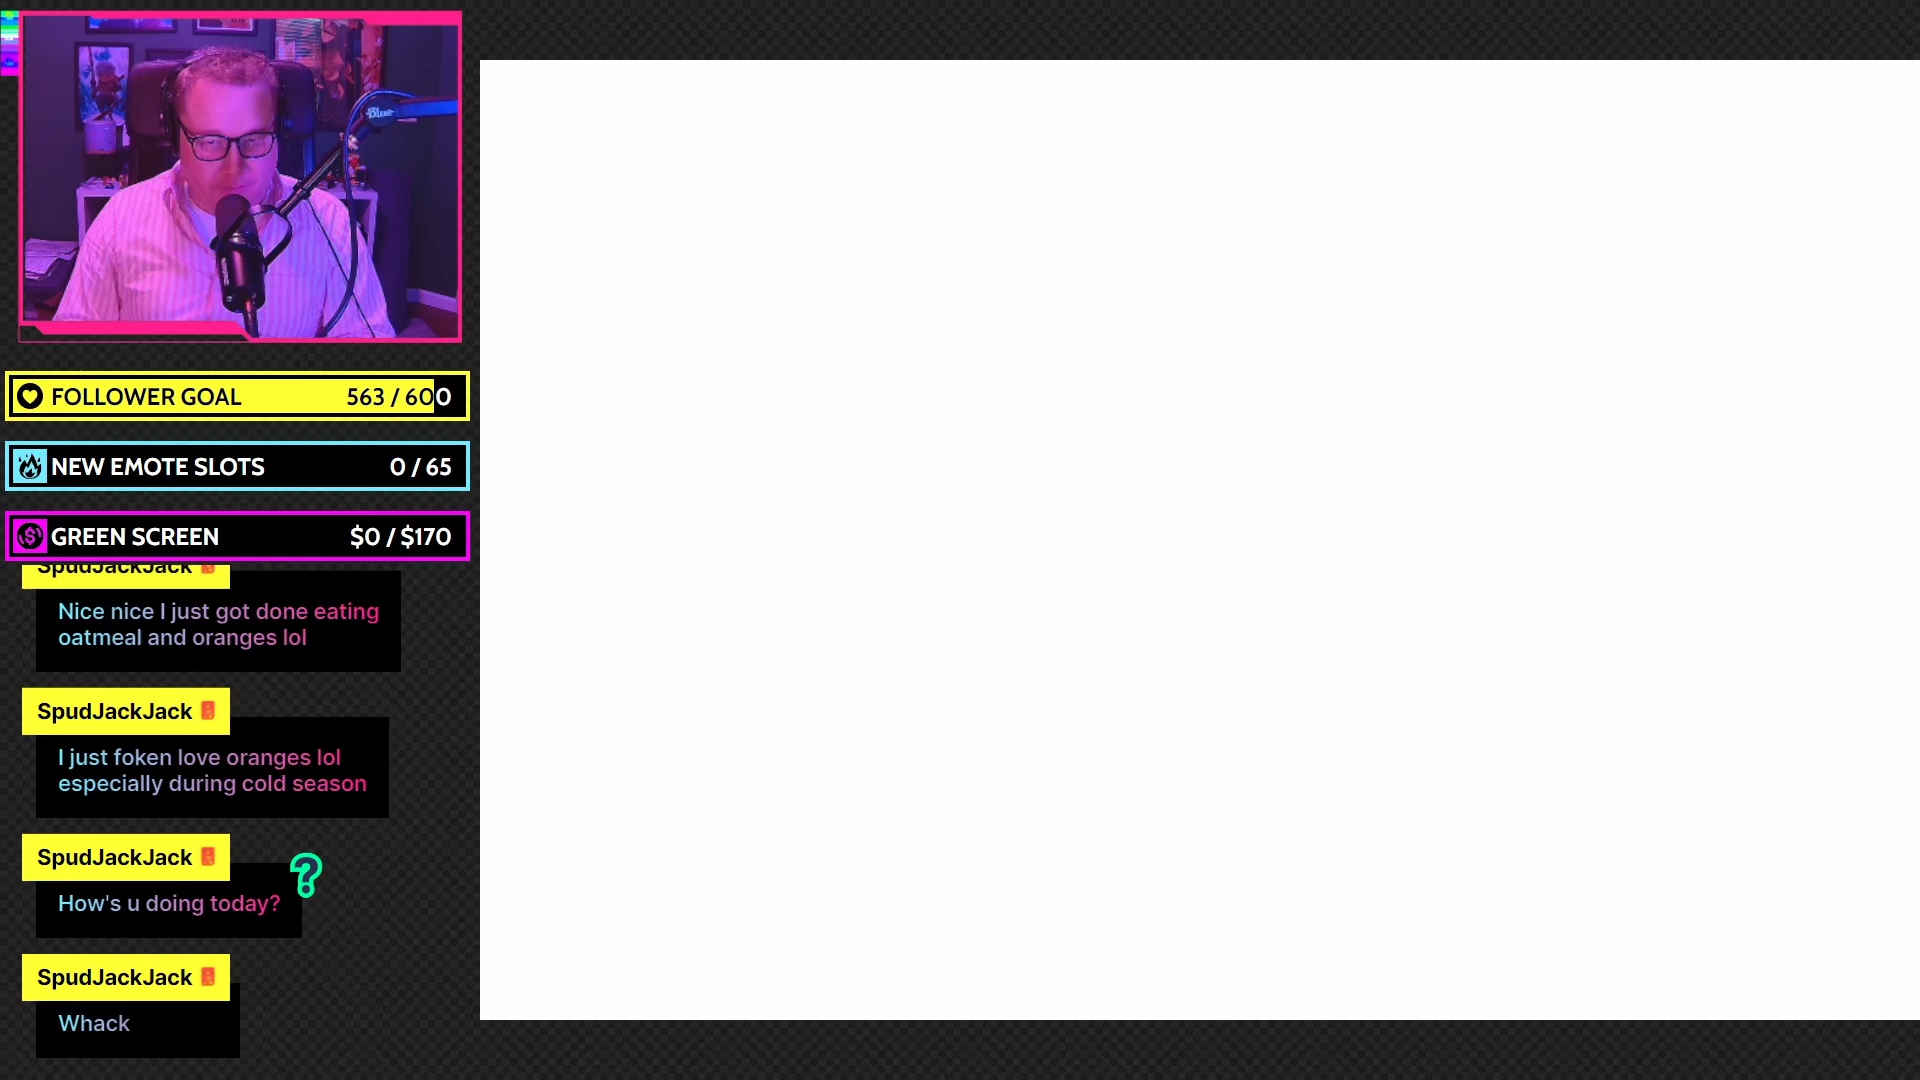 Blue
FOLLOWER GOAL 563 / 600
NEW EMOTE SLOTS 0 / 65
GREEN SCREEN $0 / $170
SpudJackJack
Nice nice I just got done eating
oatmeal and oranges lol
SpudJackJack
I just foken love oranges lol
especially during cold season
SpudJackJack
?
How's u doing today?
SpudJackJack
Whack